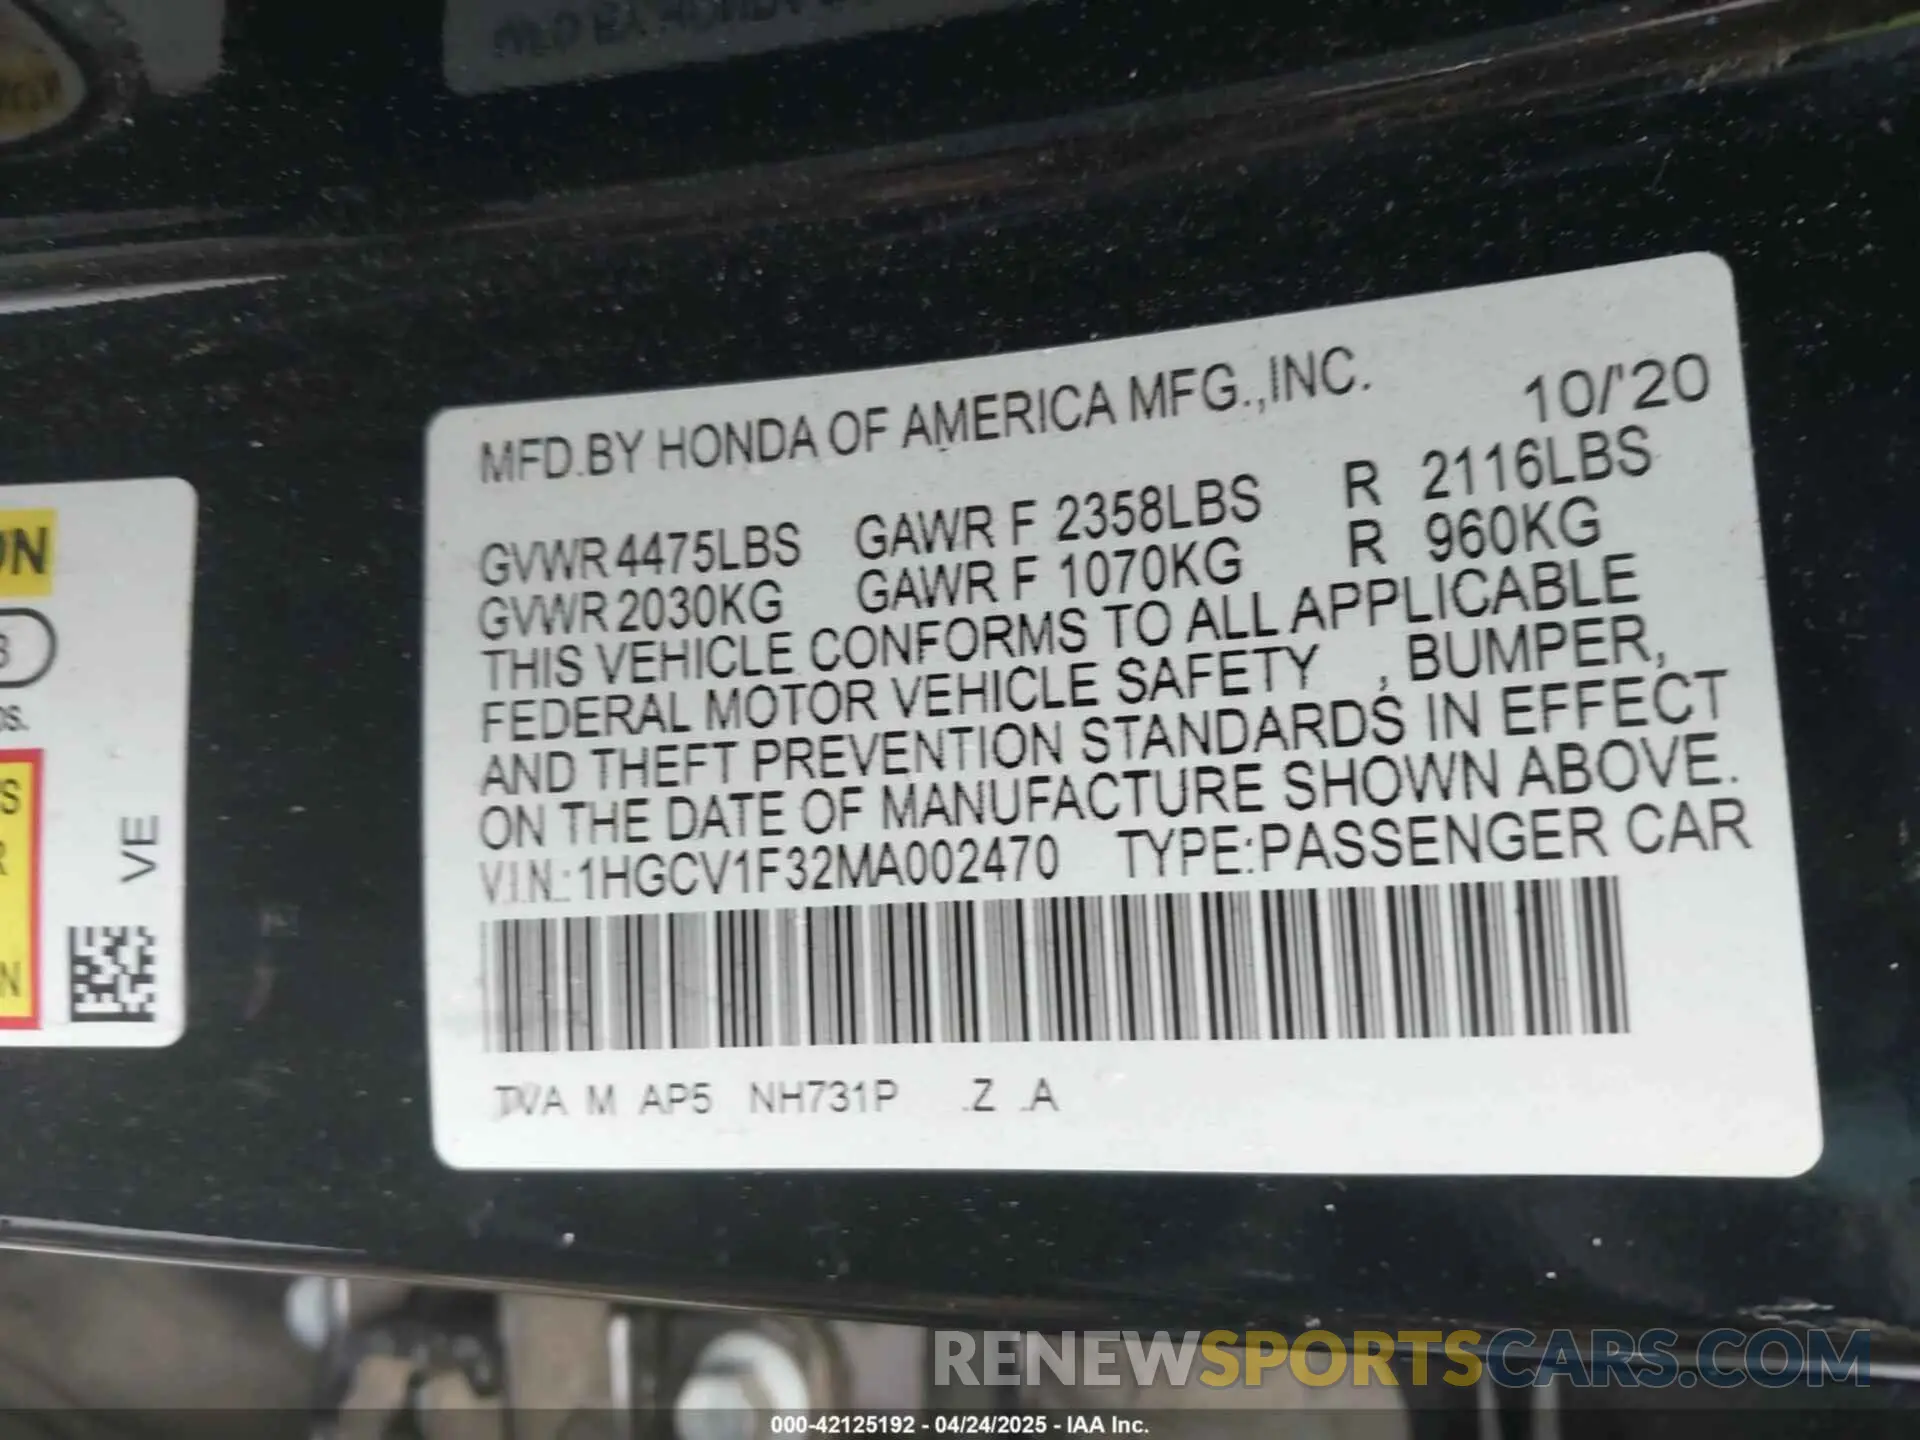 MFD.BY HONDA OF AMERICA MFG.,INC. 10/'20
GVWR 4475LBS GAWR F 2358LBS R 2116LBS
GVWR 2030KG GAWR F 1070KG R 960KG
THIS VEHICLE CONFORMS TO ALL APPLICABLE
FEDERAL MOTOR VEHICLE SAFETY , BUMPER,
AND THEFT PREVENTION STANDARDS IN EFFECT
ON THE DATE OF MANUFACTURE SHOWN ABOVE.
V.I.N.:1HGCV1F32MA002470 TYPE:PASSENGER CAR
TVA M AP5 NH731P .Z .A
VE
RENEWSPORTSCARS.COM
000-42125192 - 04/24/2025 - IAA Inc.